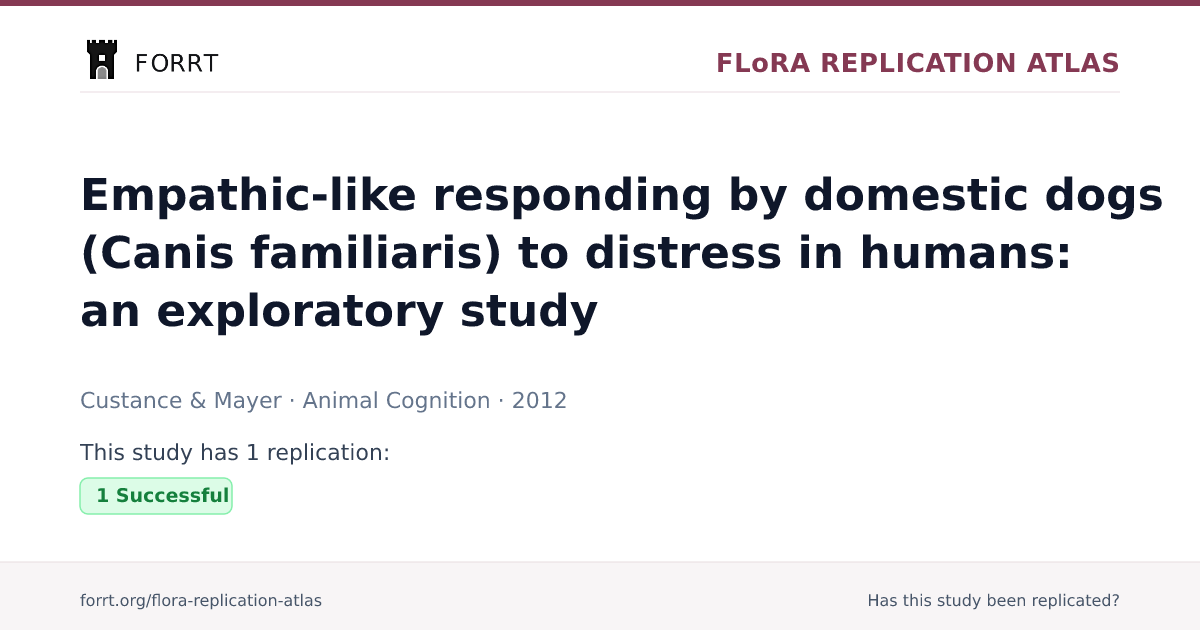 FORRT
FLoRA REPLICATION ATLAS
Empathic-like responding by domestic dogs
(Canis familiaris) to distress in humans:
an exploratory study
Custance & Mayer · Animal Cognition · 2012
This study has 1 replication:
1 Successful
forrt.org/flora-replication-atlas
Has this study been replicated?